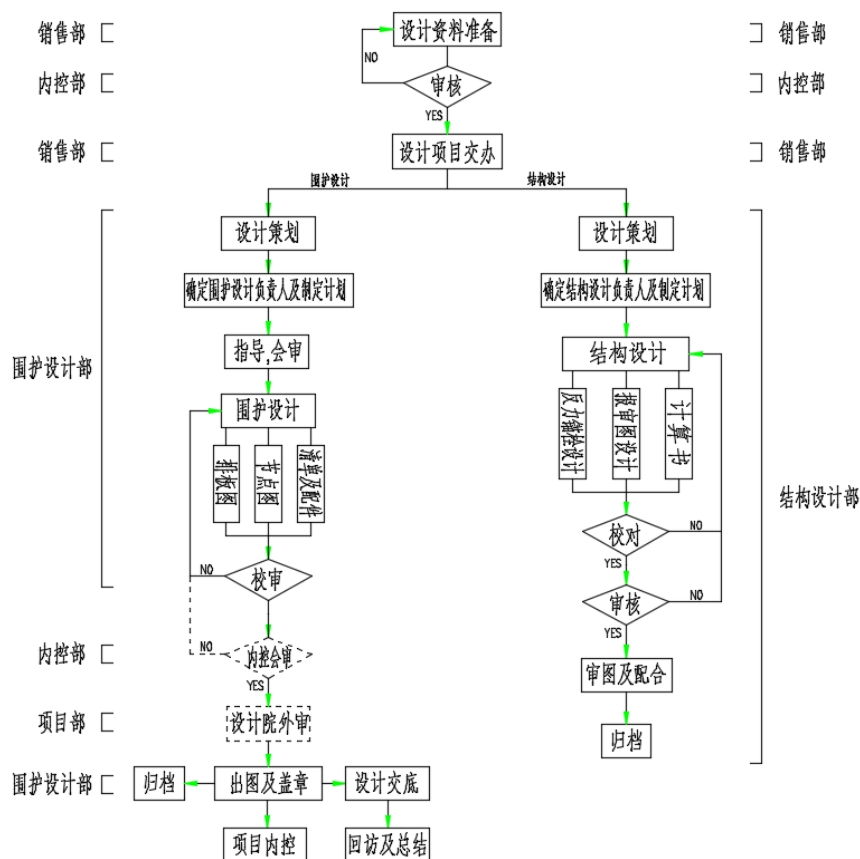 销售部
设计资料准备
销售部
NO
内控部
审核
内控部
YES
销售部
设计项目交办
销售部
围护设计
结构设计
设计策划
设计策划
确定围护设计负责人及制定计划
确定结构设计负责人及制定计划
指导,会审
结构设计
围护设计部
围护设计
反力锚栓设计
报审图设计
计算书
排板图
节点图
清单及配件
结构设计部
校对
NO
YES
NO
校审
审核
NO
YES
内控部
NO
内控会审
YES
审图及配合
项目部
设计院外审
归档
围护设计部
归档
出图及盖章
设计交底
项目内控
回访及总结